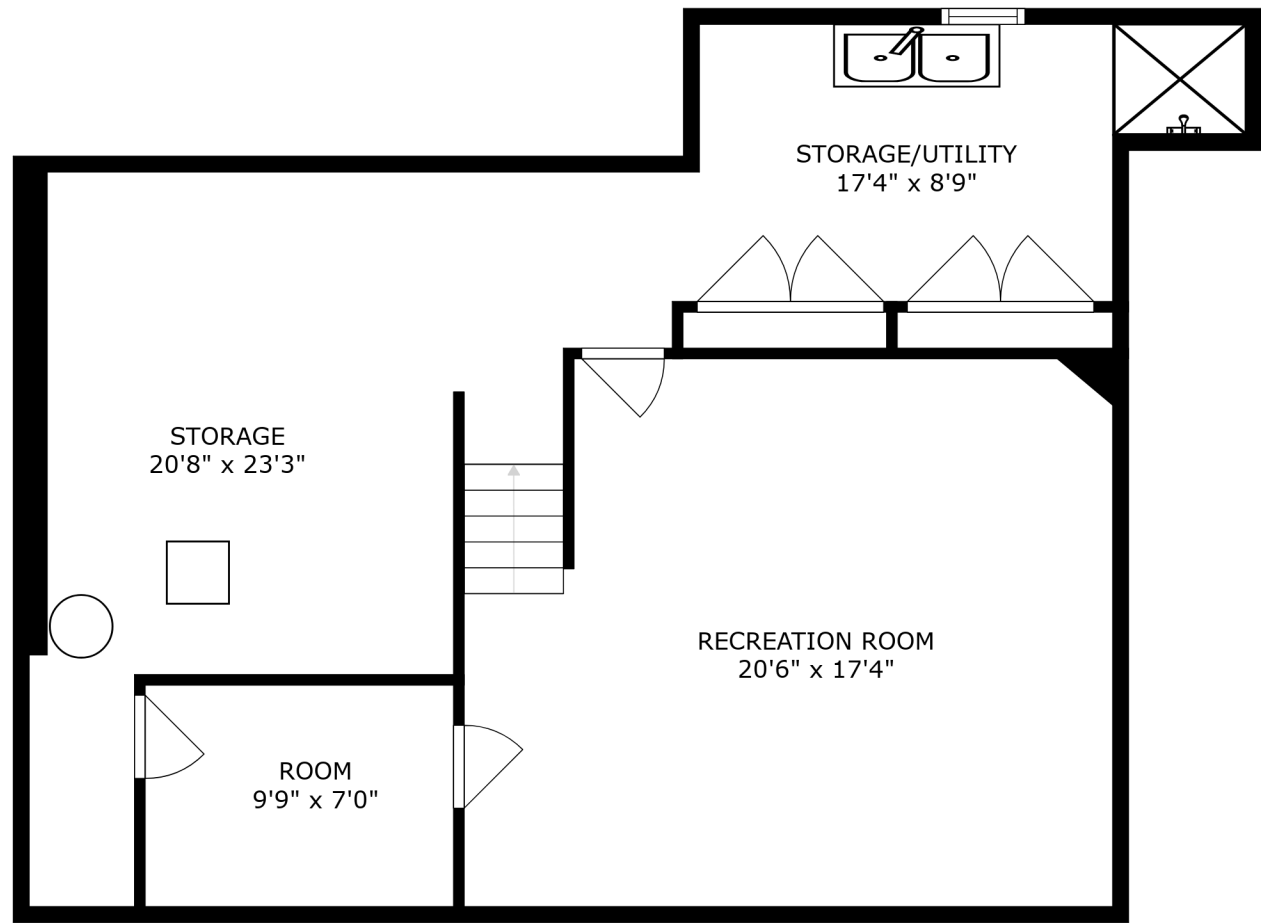 STORAGE/UTILITY
17'4" x 8'9"
STORAGE
20'8" x 23'3"
RECREATION ROOM
20'6" x 17'4"
ROOM
9'9" x 7'0"